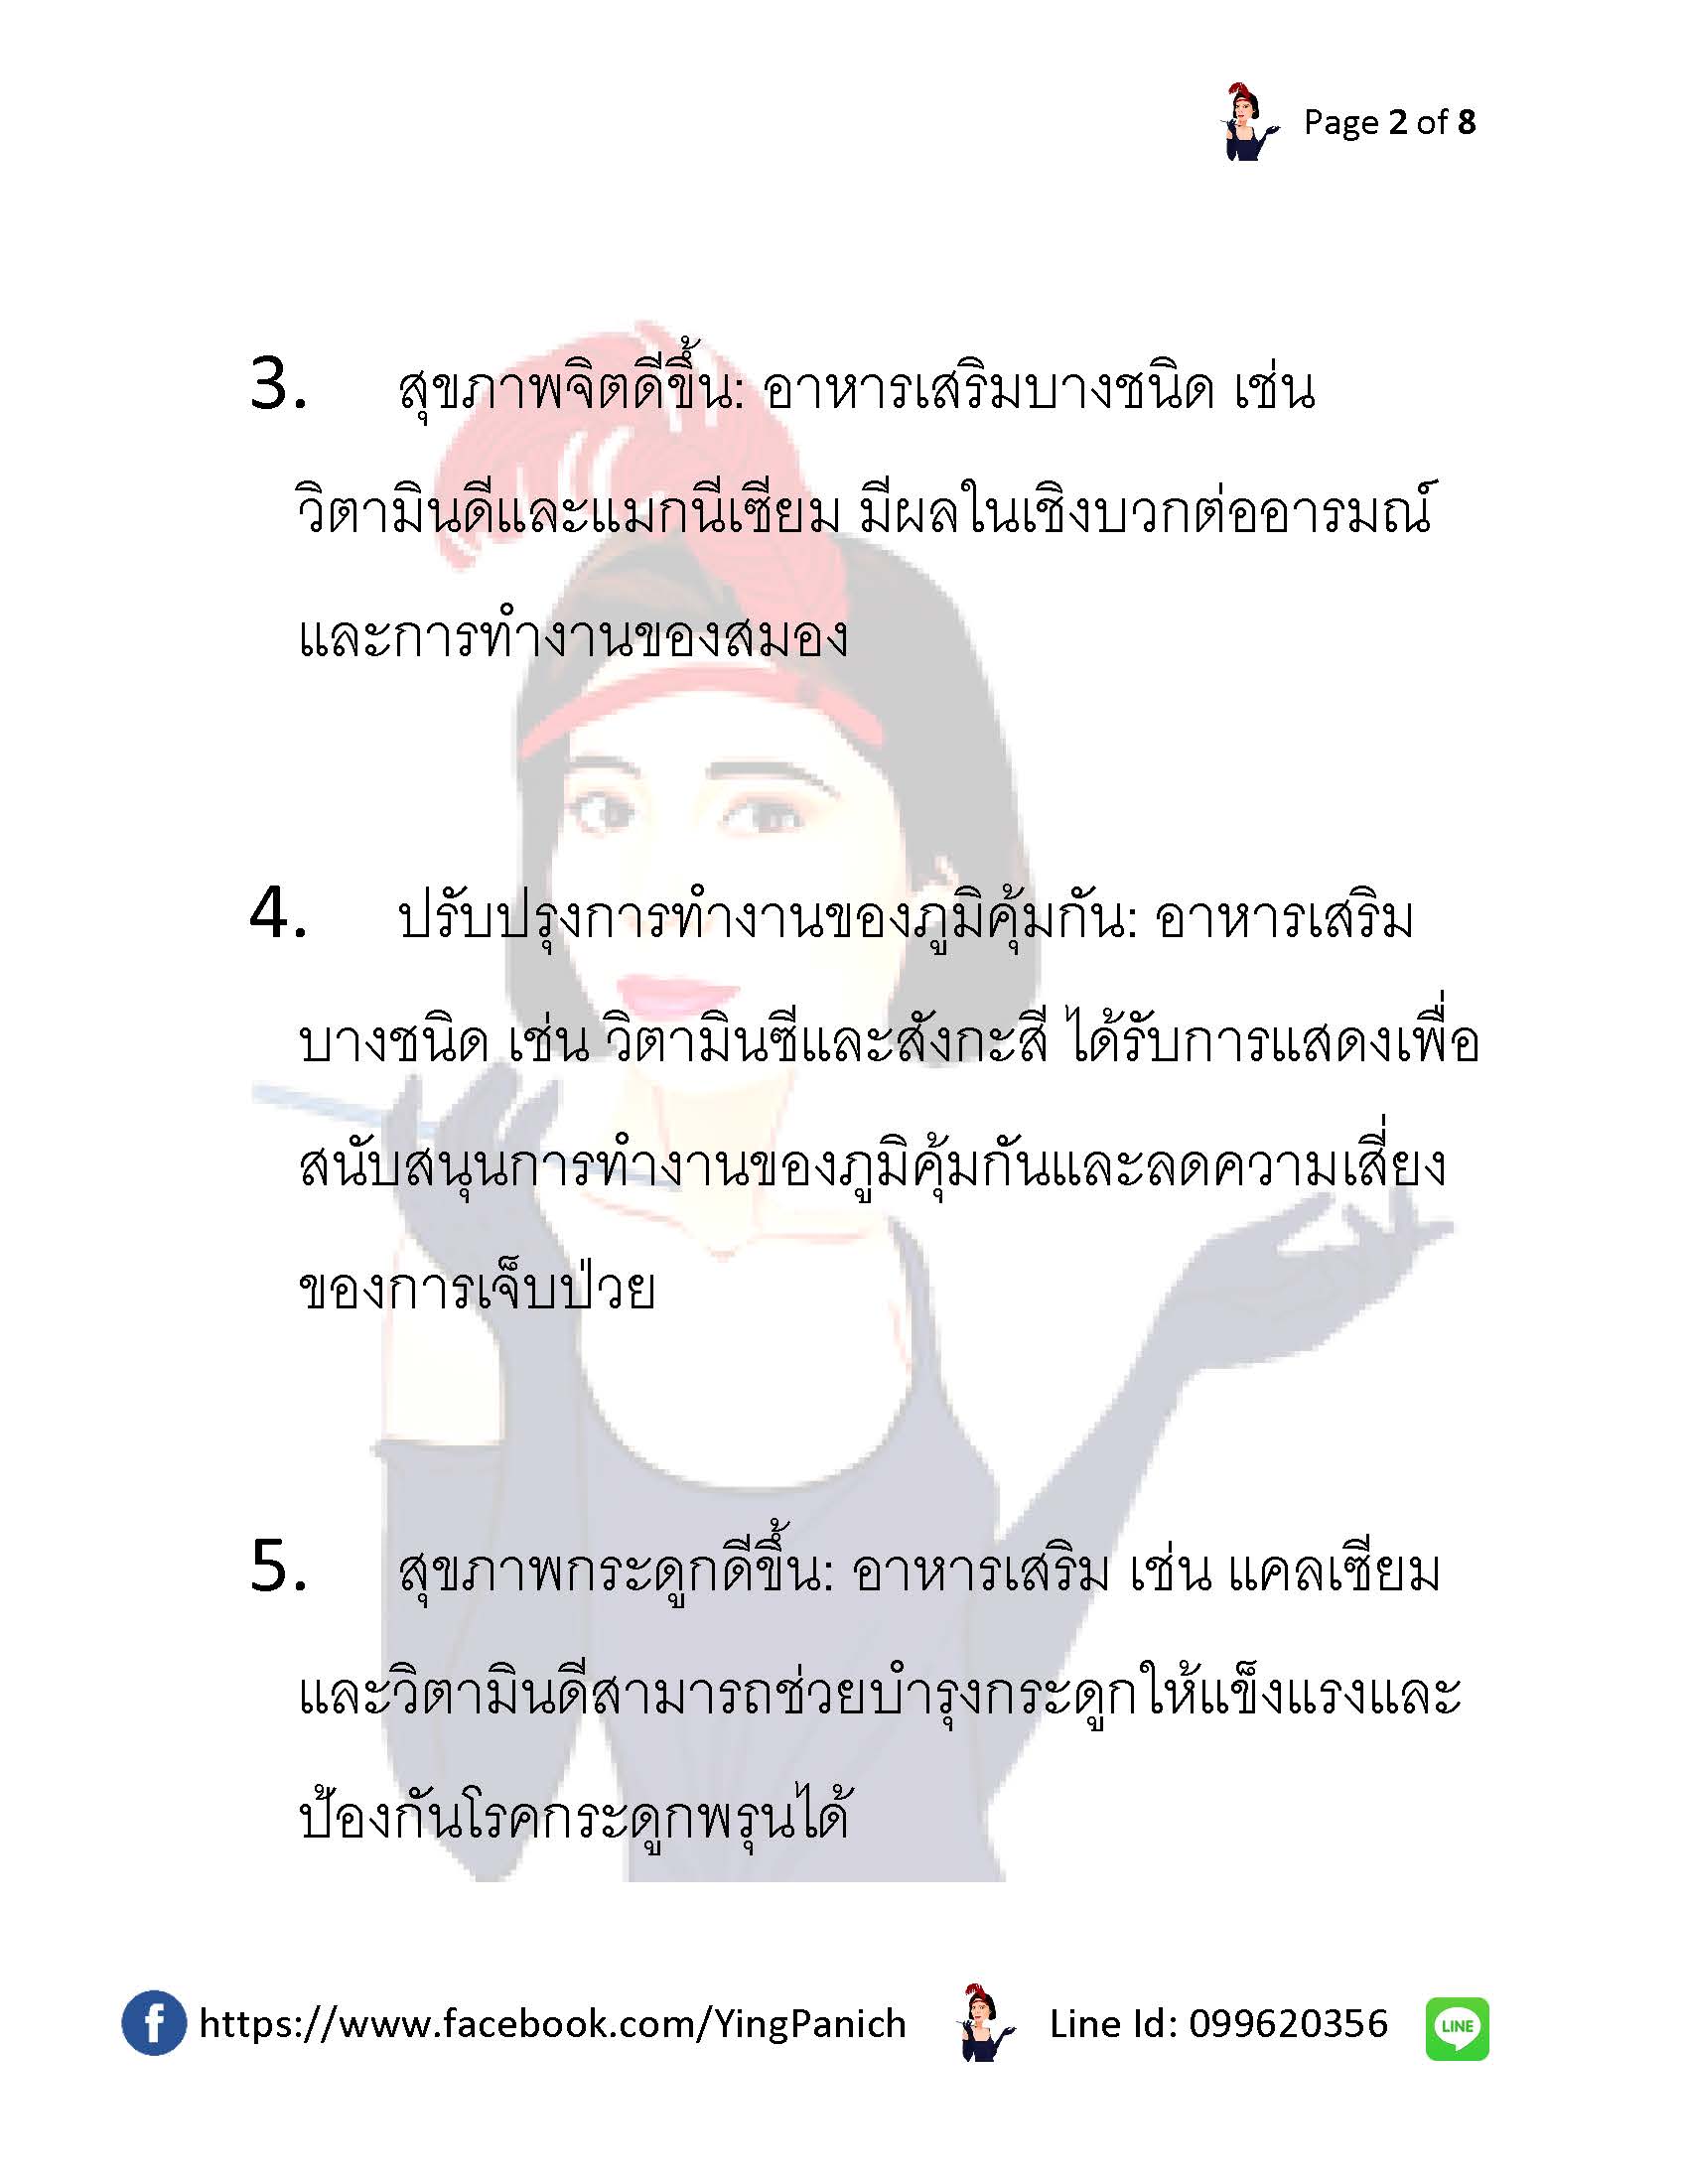 Page 2 of 8
3. สุขภาพจิตดีขึ้น: อาหารเสริมบางชนิด เช่น
วิตามินดีและแมกนีเซียม มีผลในเชิงบวกต่ออารมณ์
และการทำงานของสมอง
4. ปรับปรุงการทำงานของภูมิคุ้มกัน: อาหารเสริม
บางชนิด เช่น วิตามินซีและสังกะสี ได้รับการแสดงเพื่อ
สนับสนุนการทำงานของภูมิคุ้มกันและลดความเสี่ยง
ของการเจ็บป่วย
5. สุขภาพกระดูกดีขึ้น: อาหารเสริม เช่น แคลเซียม
และวิตามินดีสามารถช่วยบำรุงกระดูกให้แข็งแรงและ
ป้องกันโรคกระดูกพรุนได้
https://www.facebook.com/YingPanich Line Id: 099620356 LINE